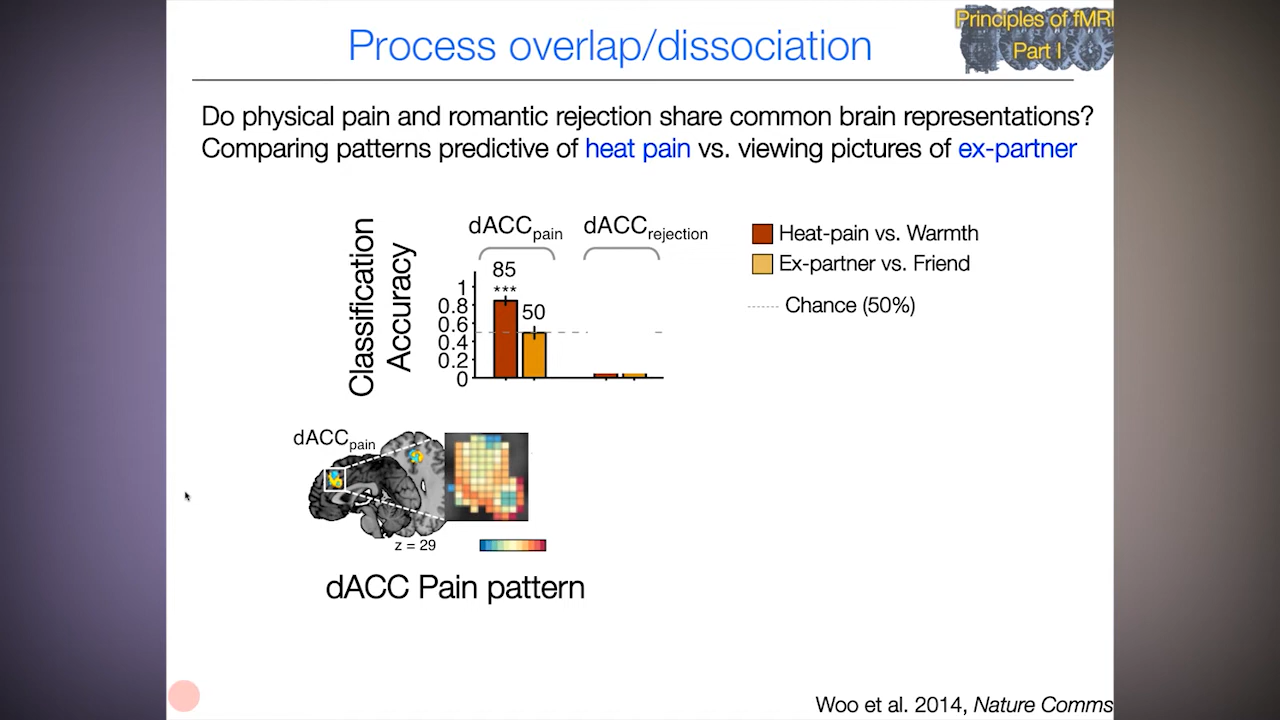 Principles of fMRI
Part I
Process overlap/dissociation
Do physical pain and romantic rejection share common brain representations?
Comparing patterns predictive of heat pain vs. viewing pictures of ex-partner
Classification
Accuracy
dACCpain
dACCrejection
85
***
50
1
0.8
0.6
0.4
0.2
0
Heat-pain vs. Warmth
Ex-partner vs. Friend
Chance (50%)
dACCpain
z = 29
dACC Pain pattern
Woo et al. 2014, Nature Comms